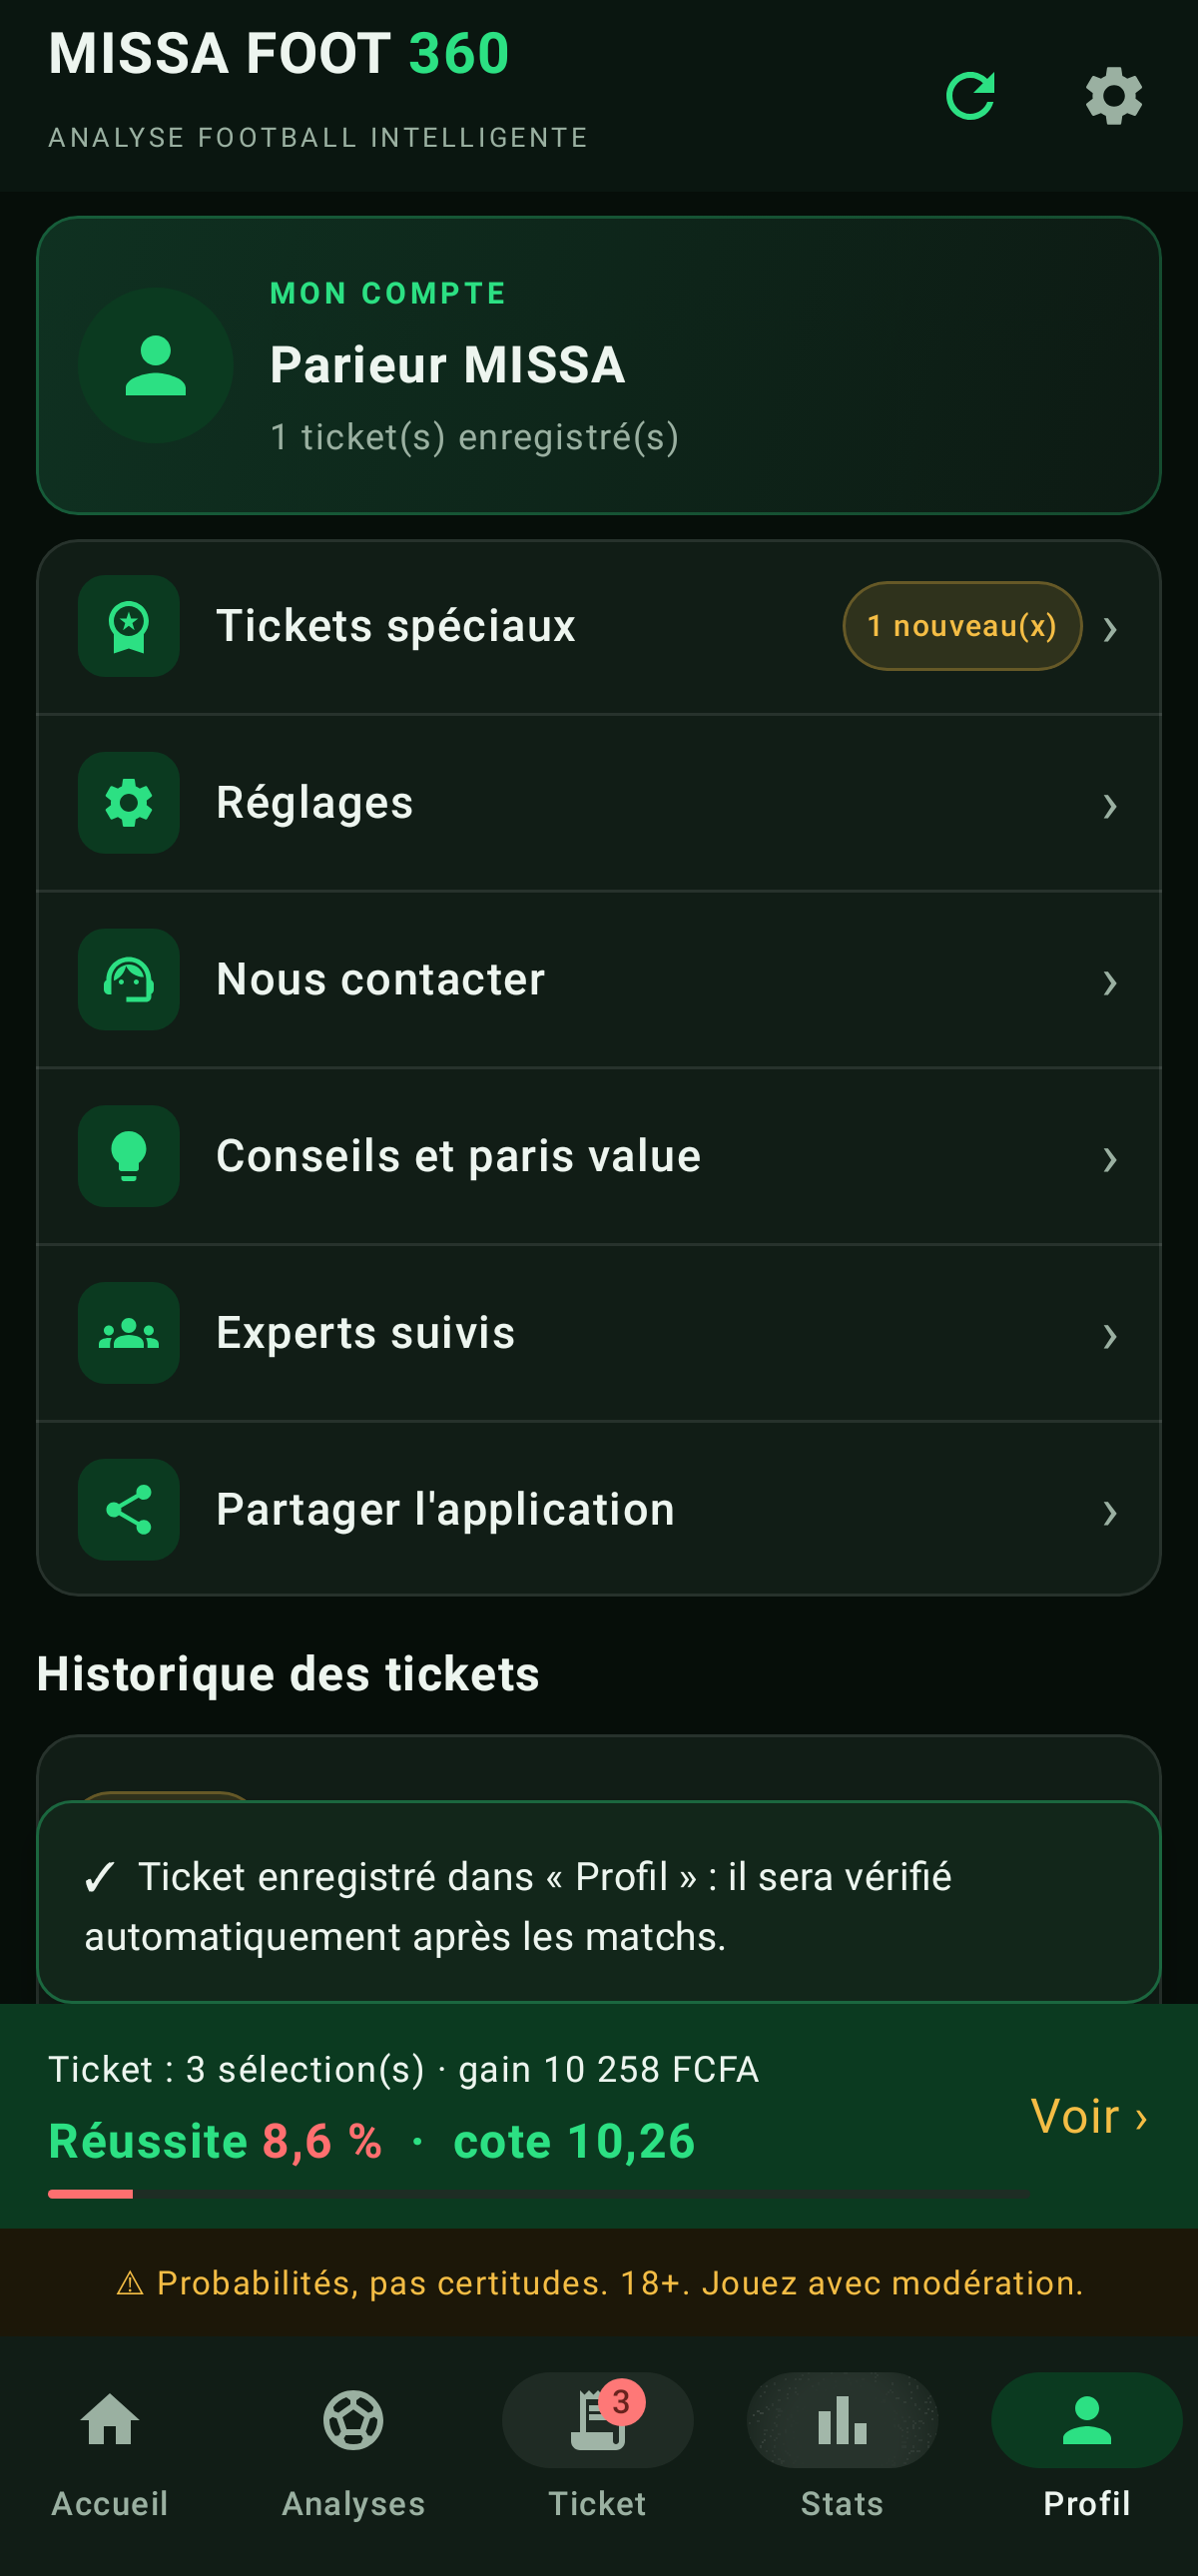 MISSA FOOT 360
ANALYSE FOOTBALL INTELLIGENTE
MON COMPTE
Parieur MISSA
1 ticket(s) enregistré(s)
Tickets spéciaux
1 nouveau(x)
Réglages
Nous contacter
Conseils et paris value
Experts suivis
Partager l'application
Historique des tickets
✓ Ticket enregistré dans « Profil » : il sera vérifié
automatiquement après les matchs.
Ticket : 3 sélection(s) · gain 10 258 FCFA
Réussite 8,6 % · cote 10,26
Voir ›
⚠ Probabilités, pas certitudes. 18+. Jouez avec modération.
3
Accueil
Analyses
Ticket
Stats
Profil